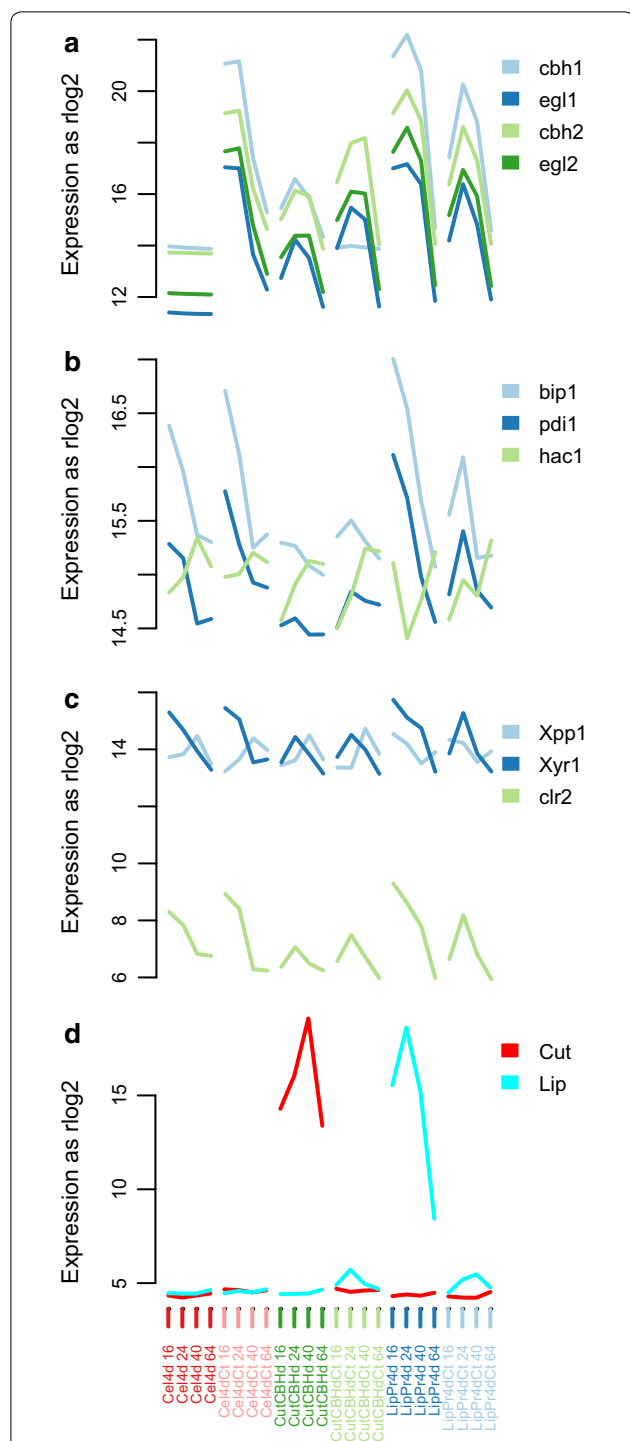 a
Expression as rlog2
20
16
12
cbh1
egl1
cbh2
egl2
b
Expression as rlog2
16.5
15.5
14.5
bip1
pdi1
hac1
c
Expression as rlog2
14
10
8
6
Xpp1
Xyr1
clr2
d
Expression as rlog2
15
10
5
Cut
Lip
Cel4d 16
Cel4d 24
Cel4d 40
Cel4d 64
Cel4dCt 16
Cel4dCt 24
Cel4dCt 40
Cel4dCt 64
CutCBHd 16
CutCBHd 24
CutCBHd 40
CutCBHd 64
CutCBHdCt 16
CutCBHdCt 24
CutCBHdCt 40
CutCBHdCt 64
LipPr4d 16
LipPr4d 24
LipPr4d 40
LipPr4d 64
LipPr4dCt 16
LipPr4dCt 24
LipPr4dCt 40
LipPr4dCt 64